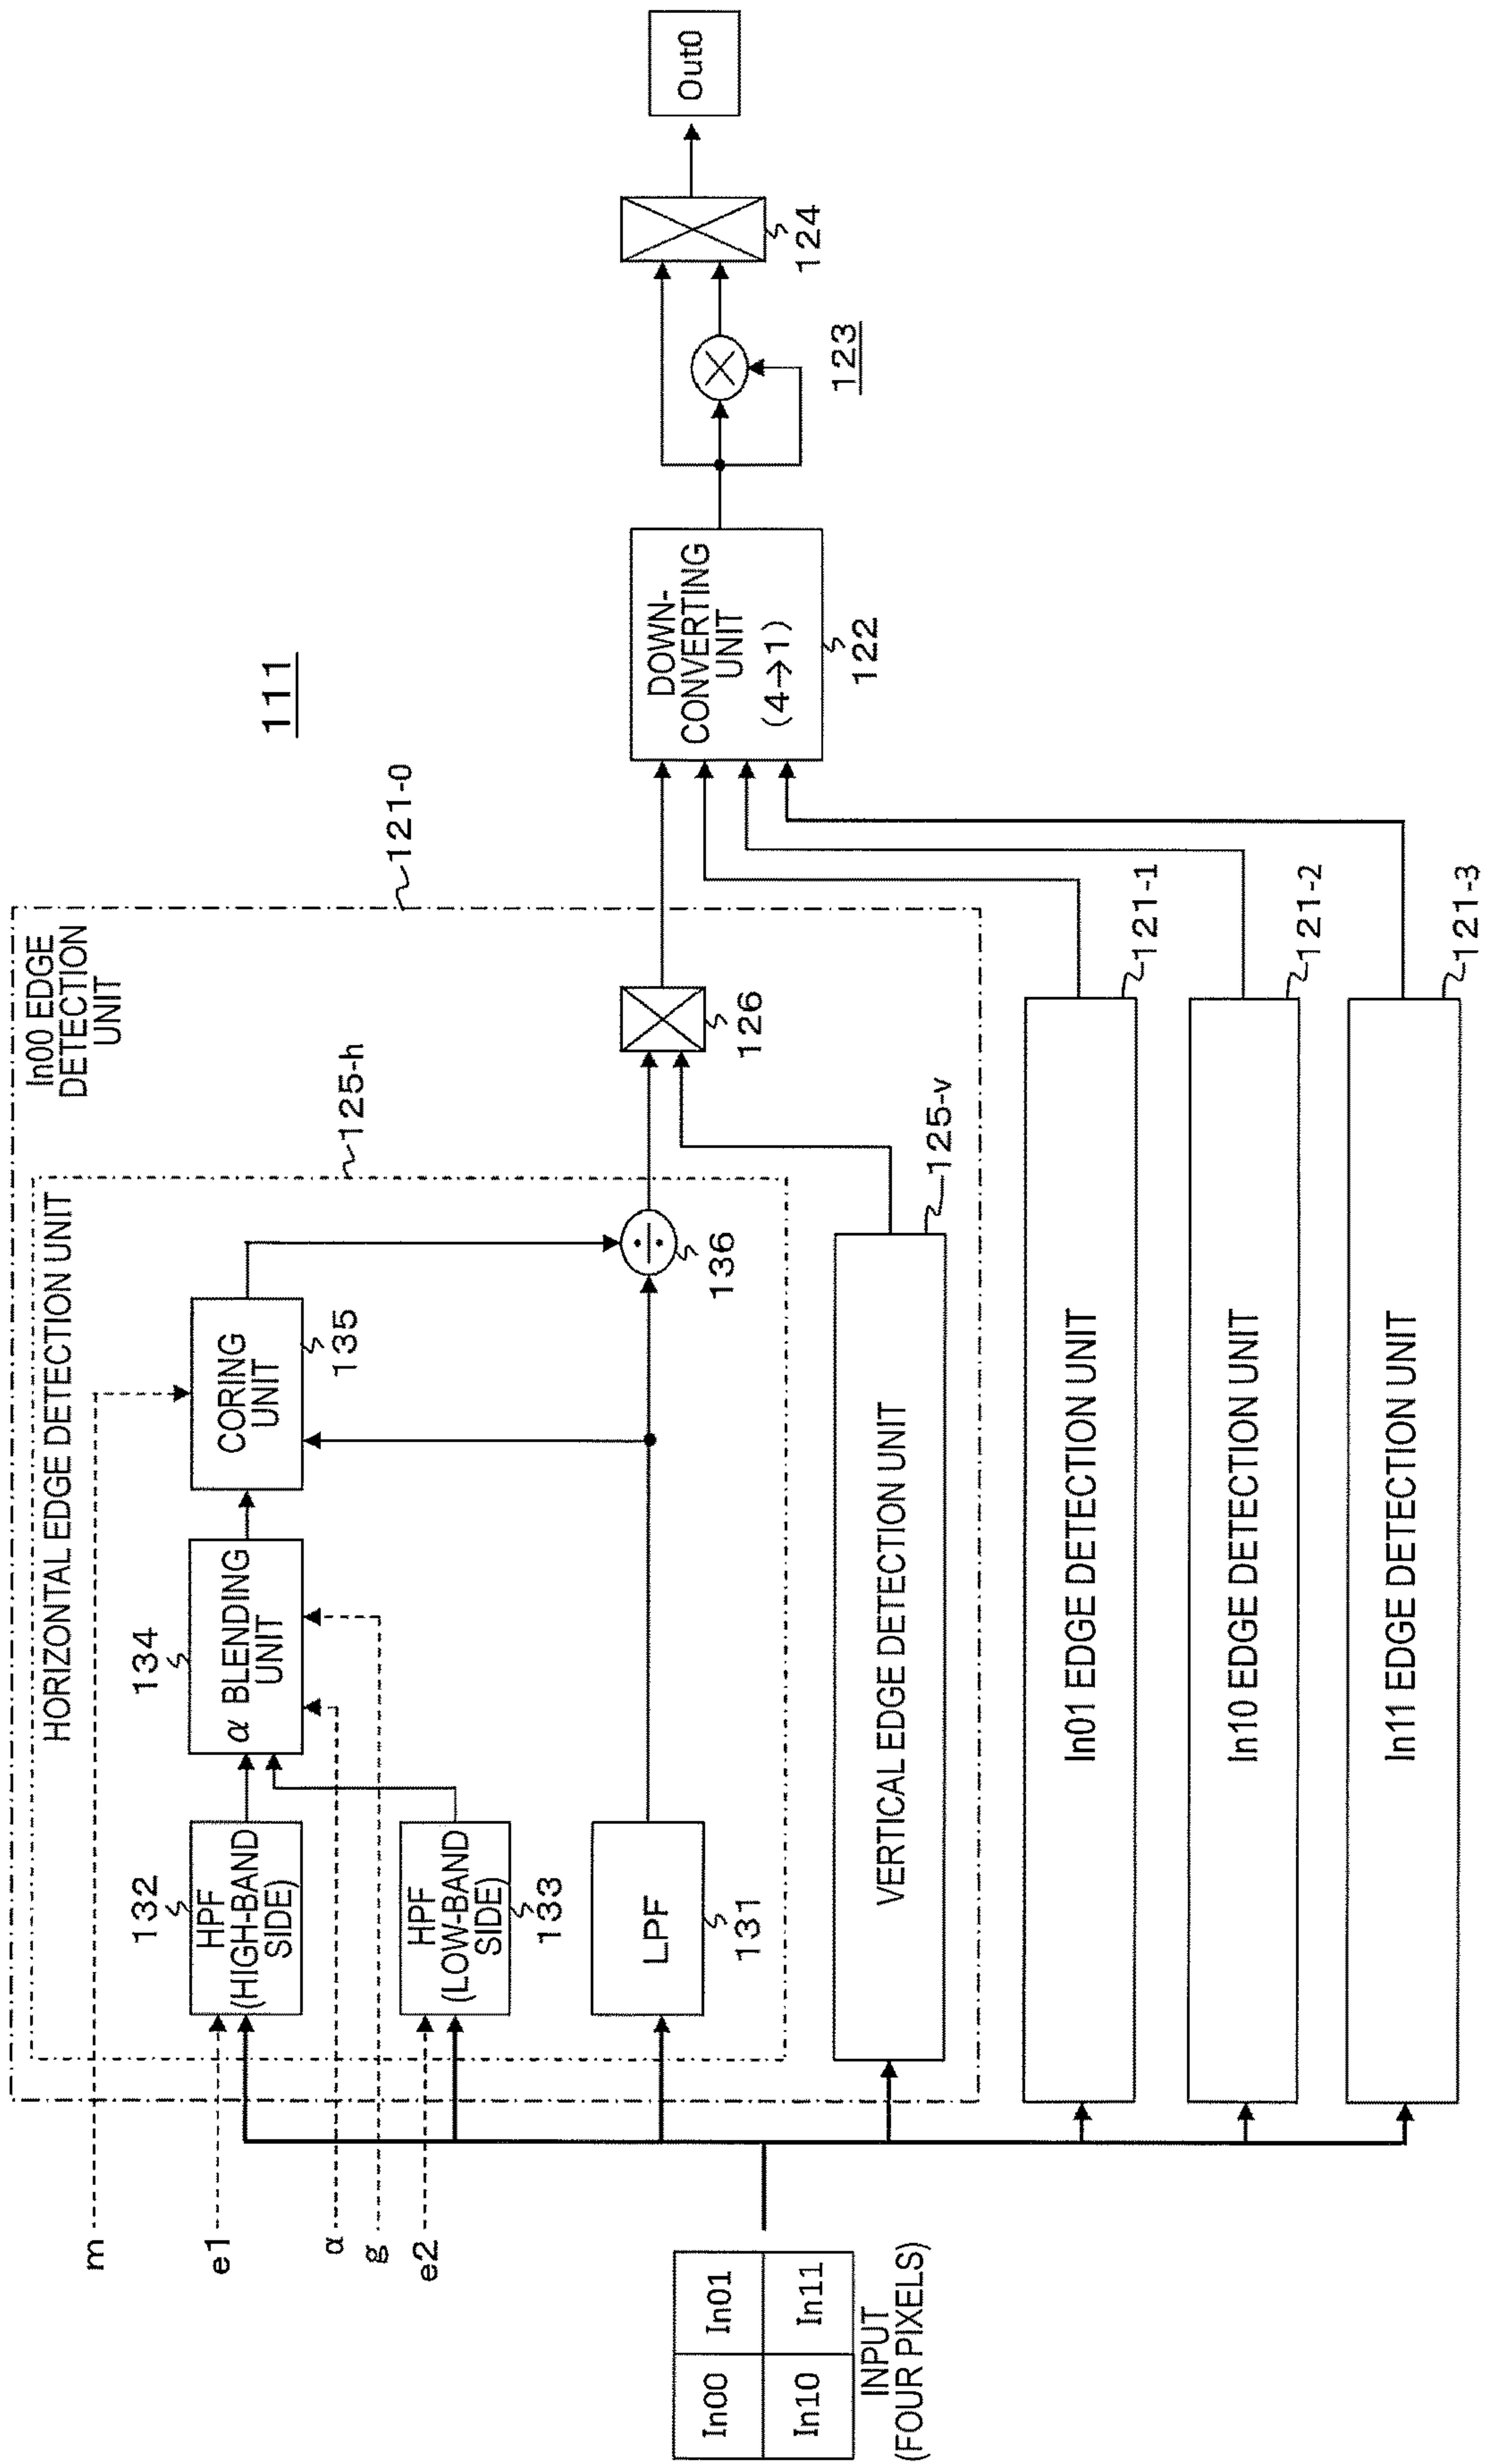 111
In00 EDGE
DETECTION
UNIT
121-0
HORIZONTAL EDGE DETECTION UNIT
125-h
m
e1
α
g
e2
132
HPF
(HIGH-BAND
SIDE)
HPF
(LOW-BAND
SIDE)
133
LPF
131
134
α BLENDING
UNIT
CORING
UNIT
135
136
126
VERTICAL EDGE DETECTION UNIT
125-v
In01 EDGE DETECTION UNIT
121-1
In10 EDGE DETECTION UNIT
121-2
In11 EDGE DETECTION UNIT
121-3
In00
In01
In10
In11
INPUT
(FOUR PIXELS)
DOWN-
CONVERTING
UNIT
(4→1)
122
123
124
Out0